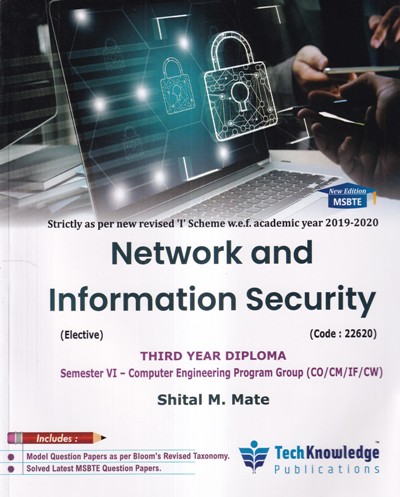 New Edition
MSBTE
Strictly as per new revised 'I' Scheme w.e.f. academic year 2019-2020
Network and
Information Security
(Elective) (Code : 22620)
THIRD YEAR DIPLOMA
Semester VI – Computer Engineering Program Group (CO/CM/IF/CW)
Shital M. Mate
Includes :
Model Question Papers as per Bloom's Revised Taxonomy.
Solved Latest MSBTE Question Papers.
TechKnowledge™
Publications